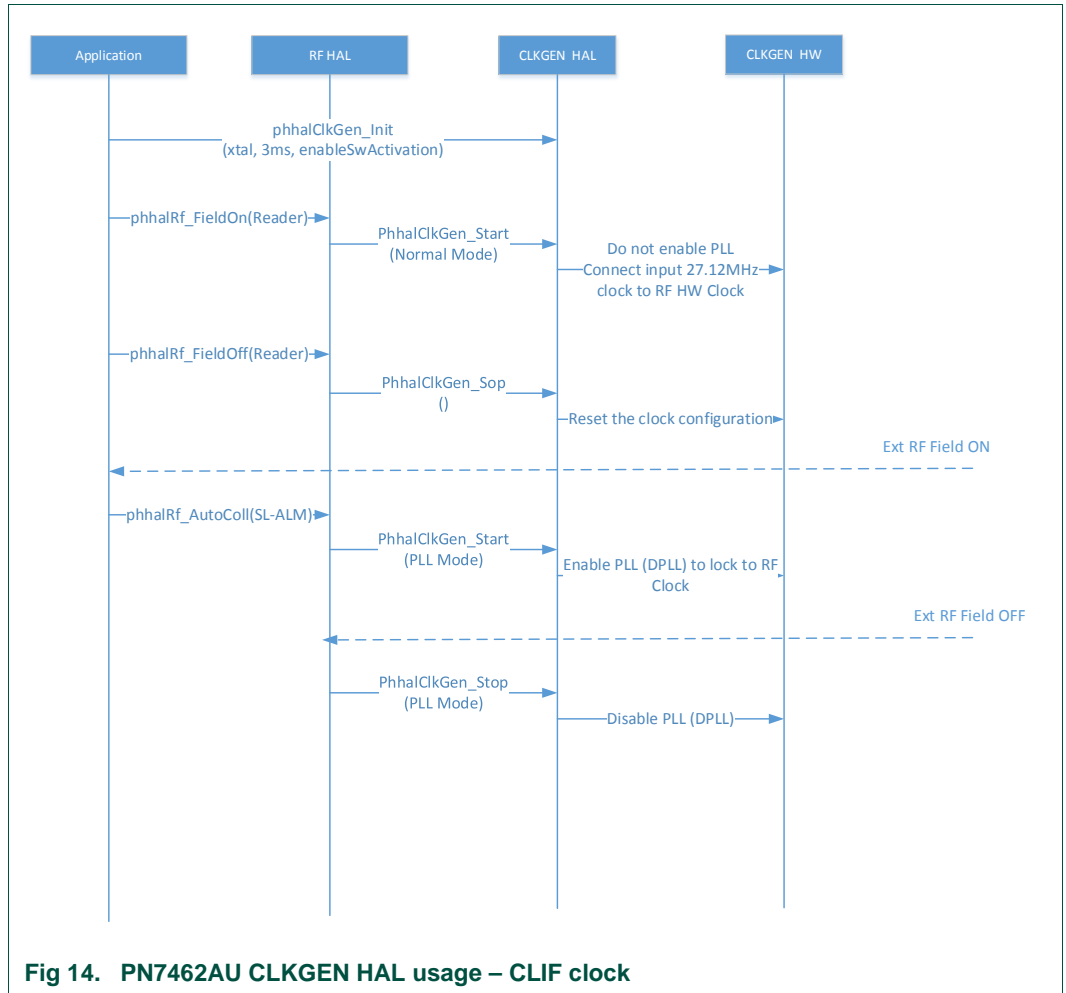 Application
RF HAL
CLKGEN HAL
CLKGEN HW
phhalClkGen_Init
(xtal, 3ms, enableSwActivation)
phhalRf_FieldOn(Reader)
PhhalClkGen_Start
(Normal Mode)
Do not enable PLL
Connect input 27.12MHz
clock to RF HW Clock
phhalRf_FieldOff(Reader)
PhhalClkGen_Sop
()
Reset the clock configuration
Ext RF Field ON
phhalRf_AutoColl(SL-ALM)
PhhalClkGen_Start
(PLL Mode)
Enable PLL (DPLL) to lock to RF
Clock
Ext RF Field OFF
PhhalClkGen_Stop
(PLL Mode)
Disable PLL (DPLL)
Fig 14. PN7462AU CLKGEN HAL usage – CLIF clock